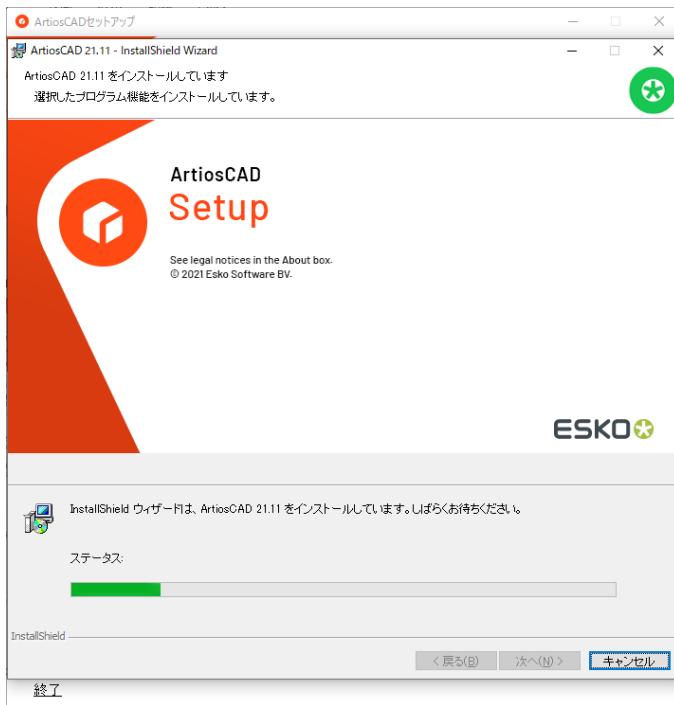 ArtiosCADセットアップ
ArtiosCAD 21.11 - InstallShield Wizard
ArtiosCAD 21.11 をインストールしています
選択したプログラム機能をインストールしています。
ArtiosCAD
Setup
See legal notices in the About box.
© 2021 Esko Software BV.
ESKO
InstallShield ウィザードは、ArtiosCAD 21.11 をインストールしています。しばらくお待ちください。
ステータス:
InstallShield
< 戻る(B)
次へ(N) >
キャンセル
終了